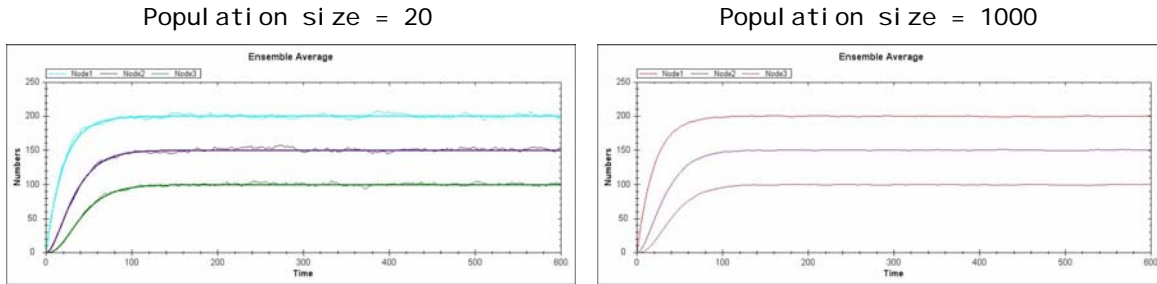 Population size = 20
Population size = 1000
Ensemble Average
Node1 Node2 Node3
250
200
150
100
50
0
Numbers
0 100 200 300 400 500 600
Time
Ensemble Average
Node1 Node2 Node3
250
200
150
100
50
0
Numbers
0 100 200 300 400 500 600
Time